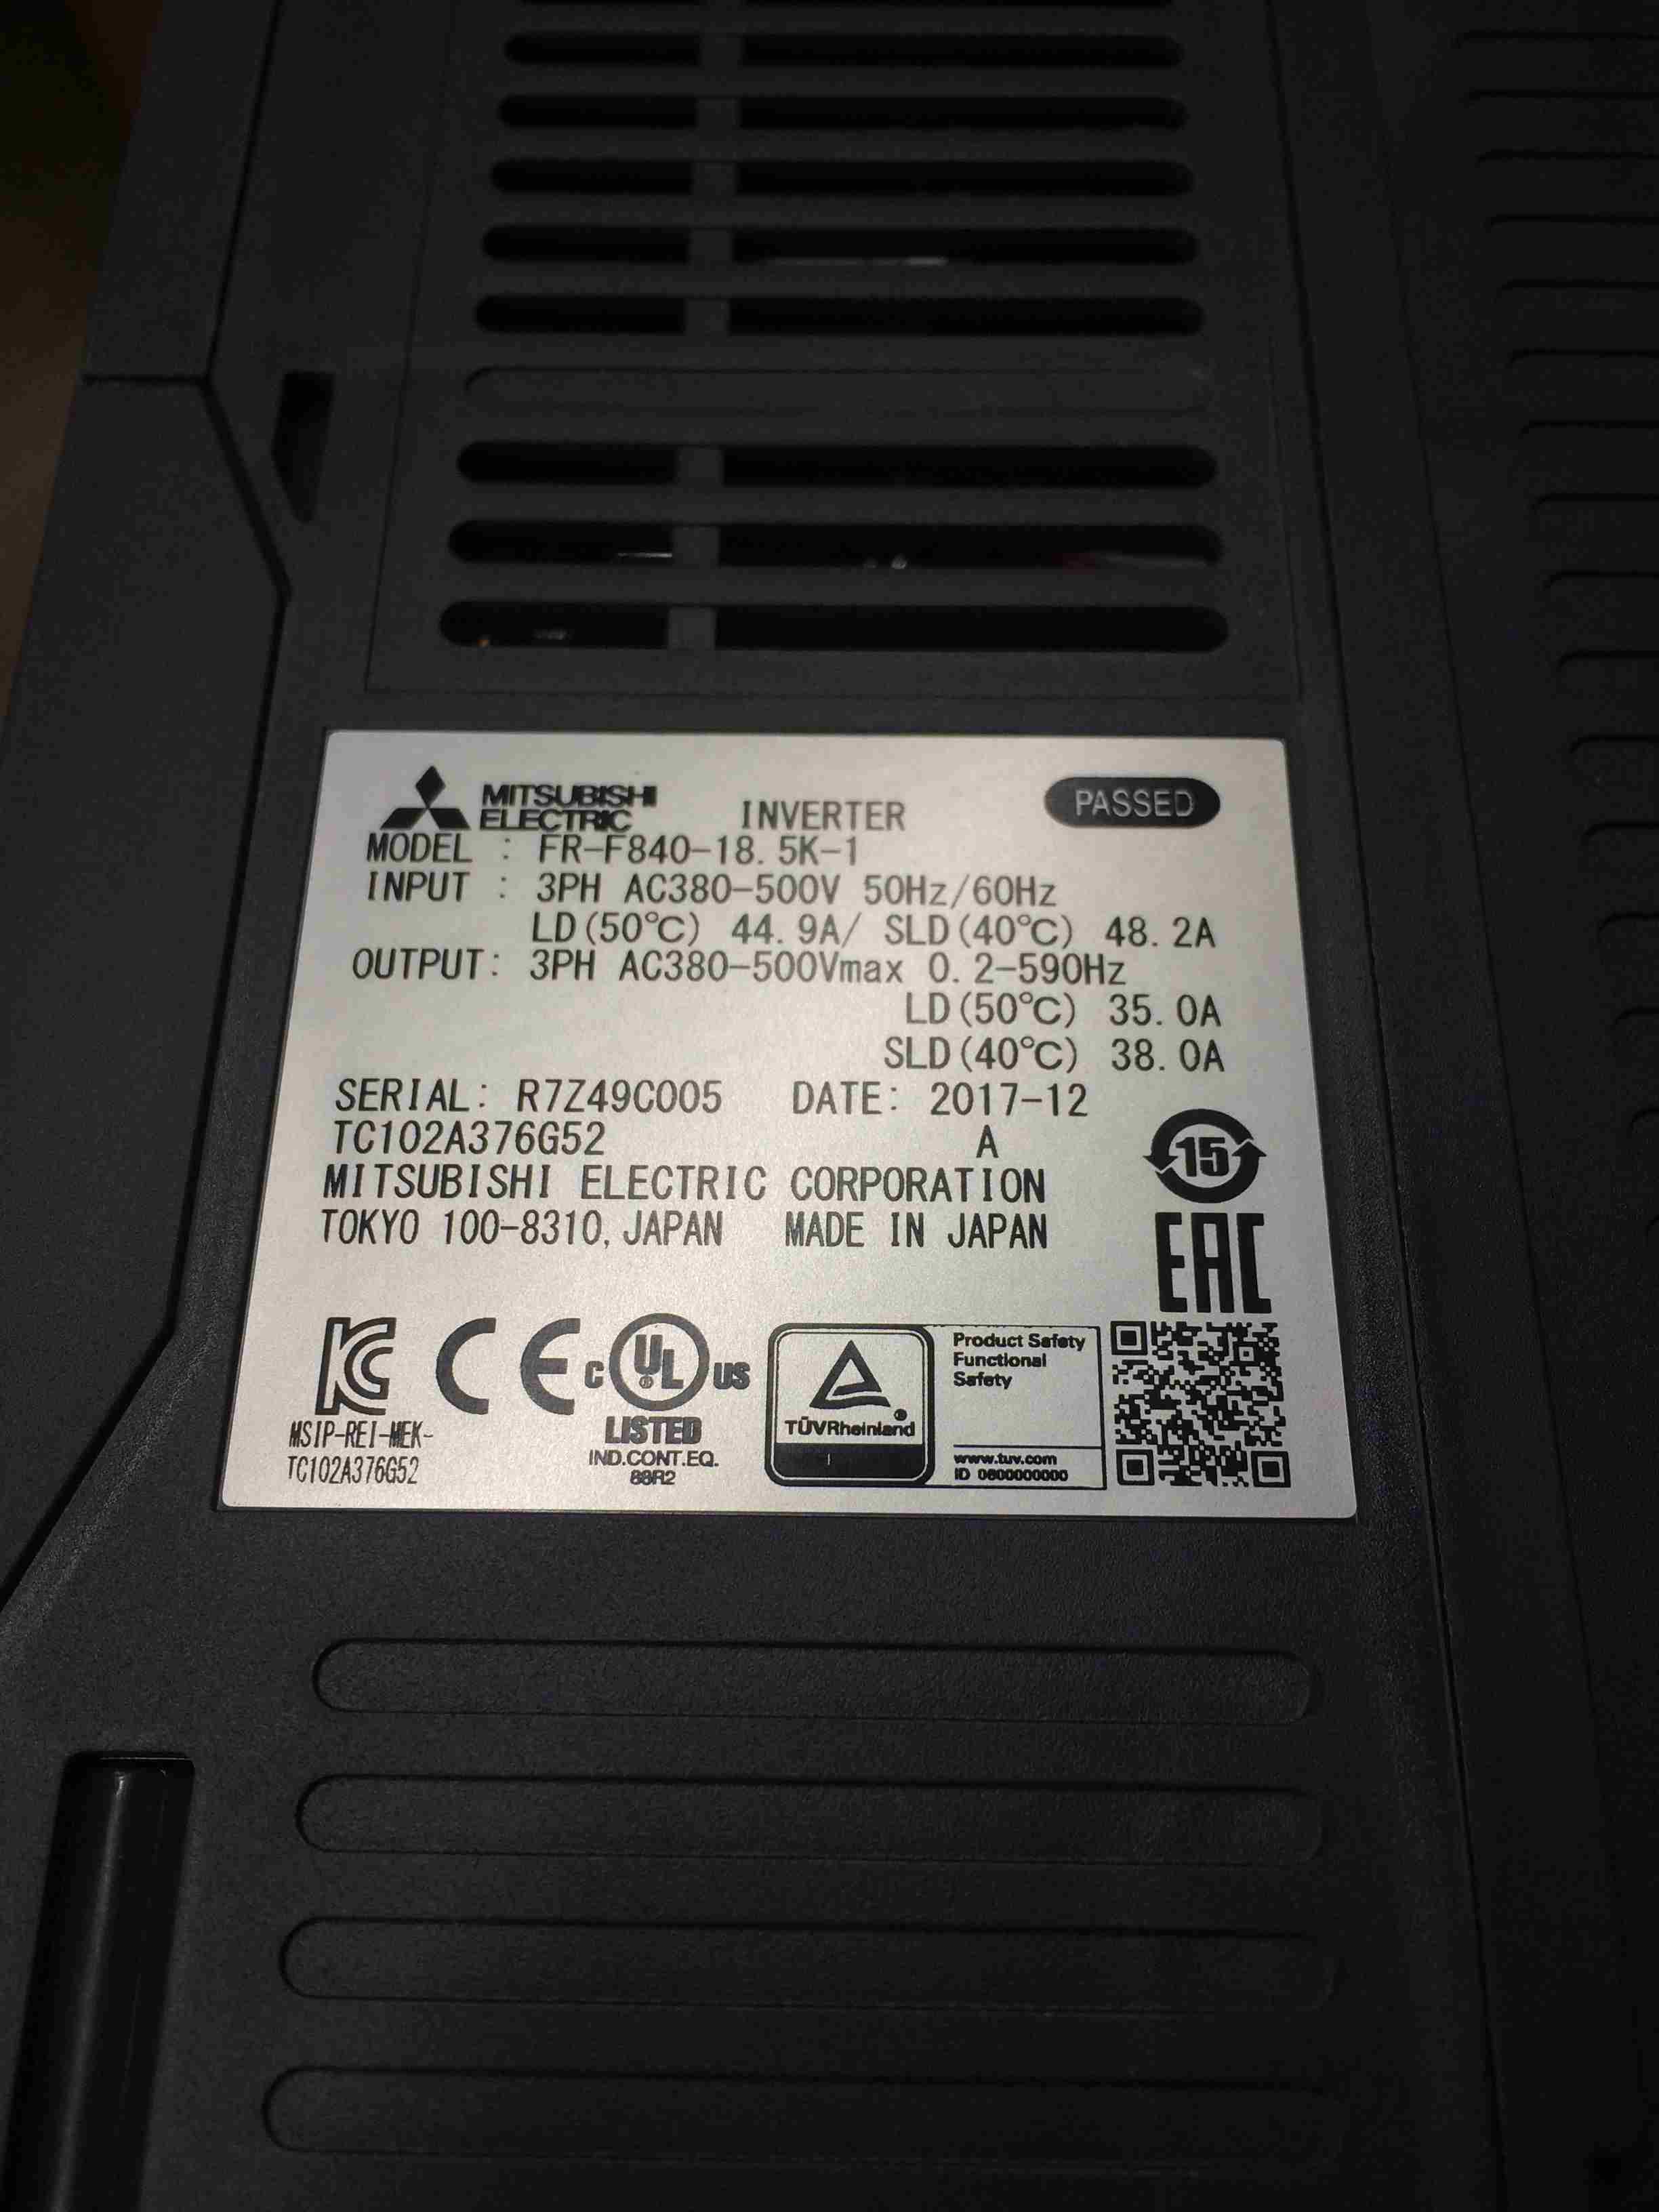 MITSUBISHI
ELECTRIC INVERTER PASSED
MODEL : FR-F840-18.5K-1
INPUT : 3PH AC380-500V 50Hz/60Hz
LD(50℃) 44.9A/ SLD(40℃) 48.2A
OUTPUT: 3PH AC380-500Vmax 0.2-590Hz
LD(50℃) 35.0A
SLD(40℃) 38.0A
SERIAL: R7Z49C005 DATE: 2017-12
TC102A376G52 A
15
MITSUBISHI ELECTRIC CORPORATION
TOKYO 100-8310, JAPAN MADE IN JAPAN
EAC
KC CE C UL® US
LISTED
IND.CONT.EQ.
88R2
MSIP-REI-MEK-
TC102A376G52
TÜVRheinland®
Product Safety
Functional
Safety
www.tuv.com
ID 0600000000